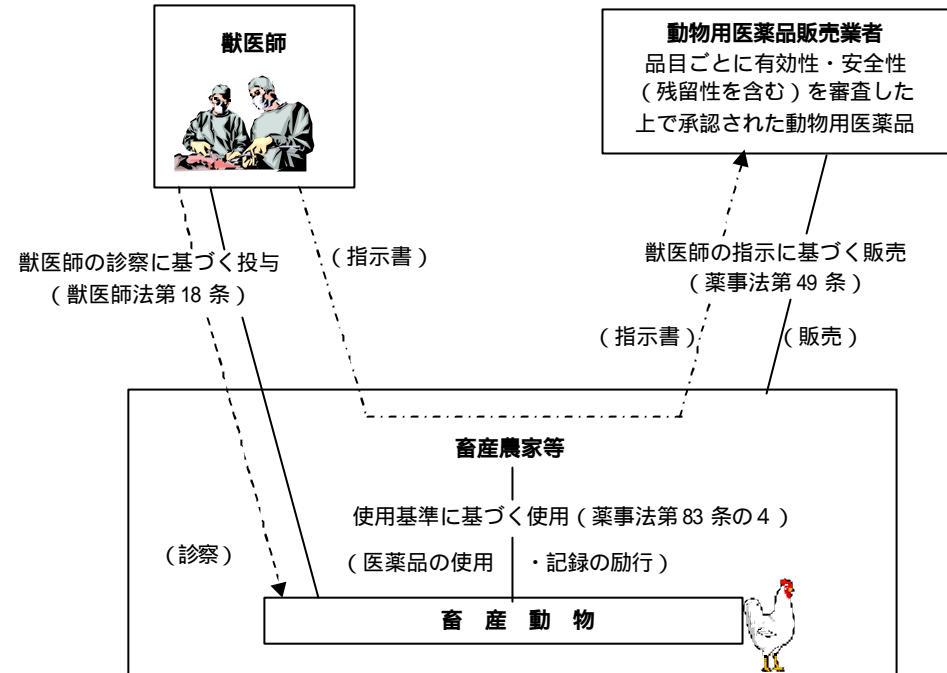 獣医師
動物用医薬品販売業者
品目ごとに有効性・安全性
(残留性を含む)を審査した
上で承認された動物用医薬品
獣医師の診察に基づく投与
(獣医師法第18条)
(指示書)
獣医師の指示に基づく販売
(薬事法第49条)
(指示書)
(販売)
畜産農家等
使用基準に基づく使用(薬事法第83条の4)
(診察)
(医薬品の使用 ・記録の励行)
畜産動物